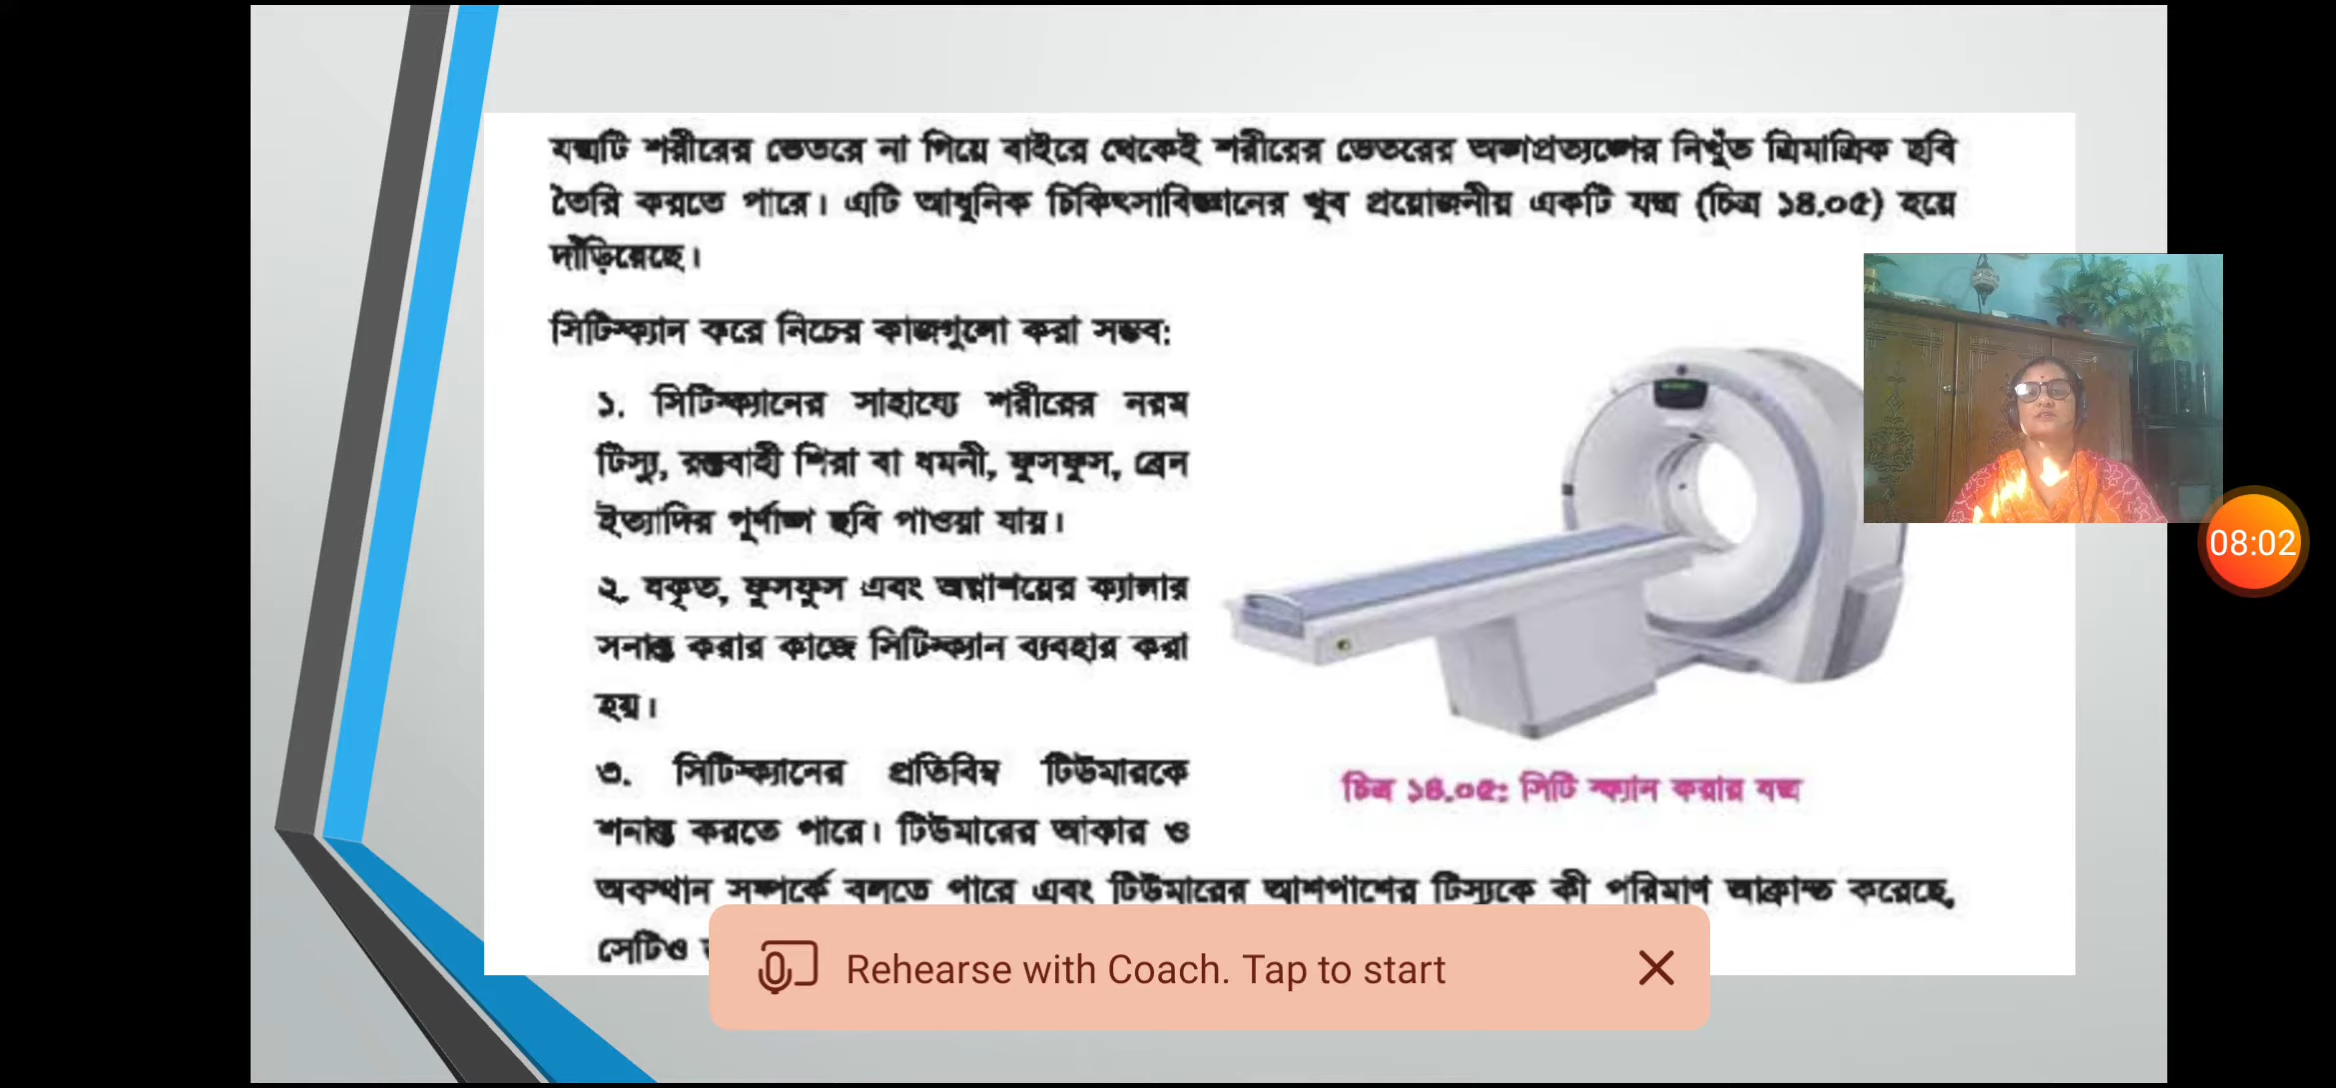 যন্ত্রটি শরীরের ভেতরে না গিয়ে বাইরে থেকেই শরীরের ভেতরের অঙ্গপ্রত্যঙ্গের নিখুঁত ত্রিমাত্রিক ছবি
তৈরি করতে পারে। এটি আধুনিক চিকিৎসাবিজ্ঞানের খুব প্রয়োজনীয় একটি যন্ত্র (চিত্র ১৪.০৫) হয়ে
দাঁড়িয়েছে।
সিটিস্ক্যান করে নিচের কাজগুলো করা সম্ভব:
১. সিটিস্ক্যানের সাহায্যে শরীরের নরম
টিস্যু, রক্তবাহী শিরা বা ধমনী, ফুসফুস, ব্রেন
ইত্যাদির পূর্ণাঙ্গ ছবি পাওয়া যায়।
২. যকৃত, ফুসফুস এবং অগ্ন্যাশয়ের ক্যান্সার
সনাক্ত করার কাজে সিটিস্ক্যান ব্যবহার করা
হয়।
৩. সিটিস্ক্যানের প্রতিবিম্ব টিউমারকে
শনাক্ত করতে পারে। টিউমারের আকার ও
অবস্থান সম্পর্কে বলতে পারে এবং টিউমারের আশপাশের টিস্যুকে কী পরিমাণ আক্রান্ত করেছে,
সেটিও
চিত্র ১৪.০৫: সিটি স্ক্যান করার যন্ত্র
08:02
Rehearse with Coach. Tap to start